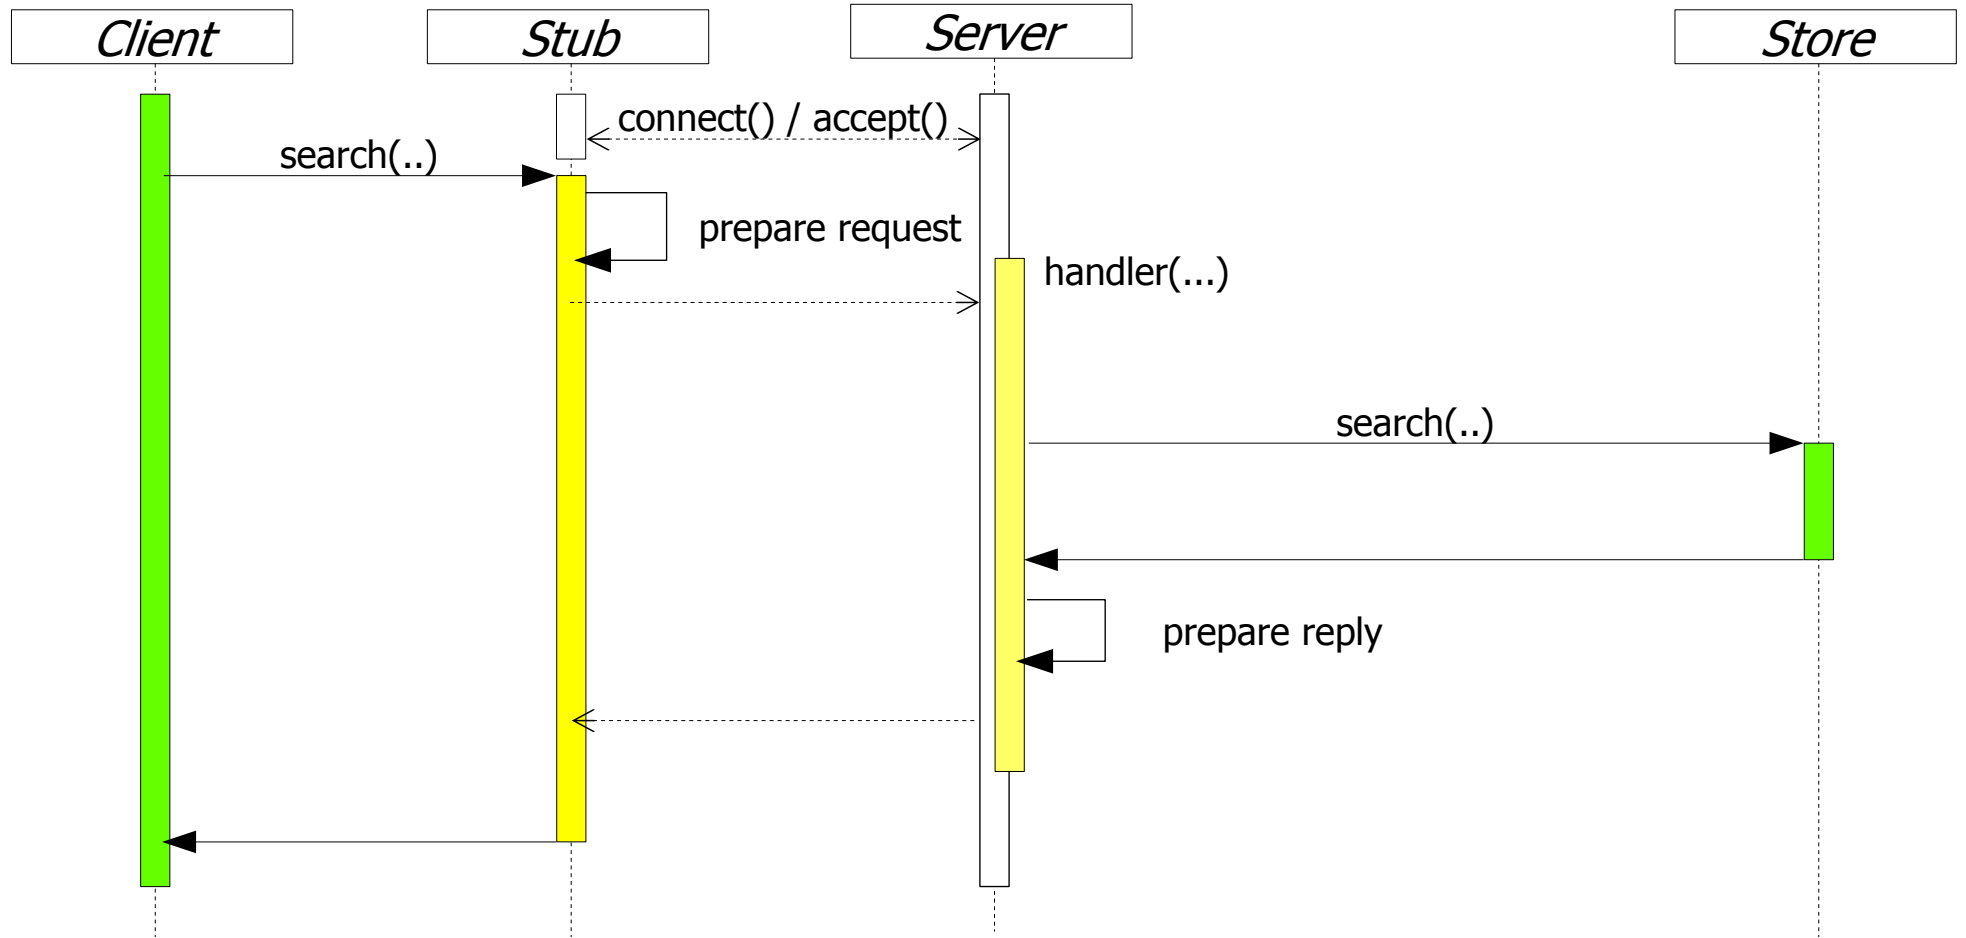 Client
Stub
Server
Store
connect() / accept()
search(..)
prepare request
handler(...)
search(..)
prepare reply